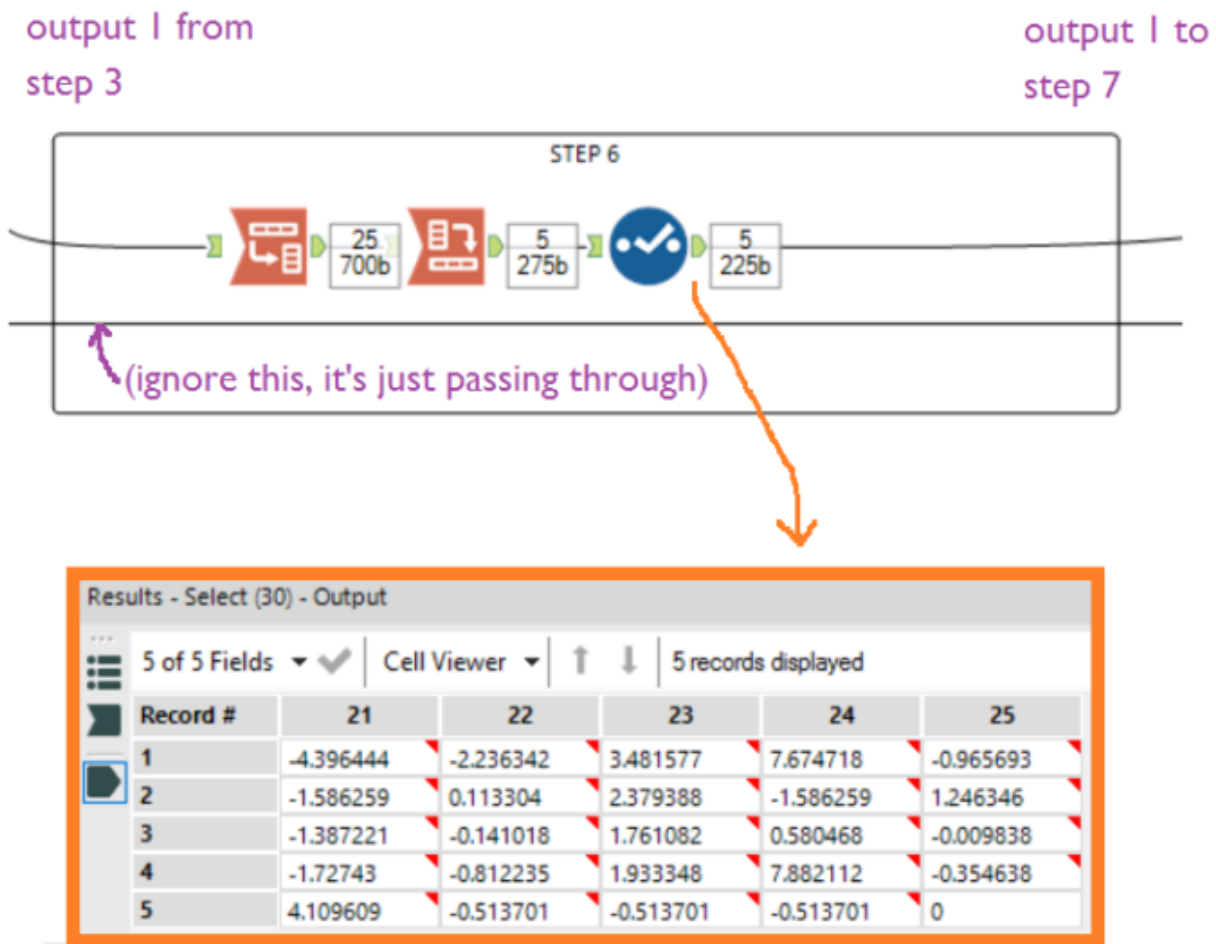 output 1 from
step 3
output 1 to
step 7
STEP 6
25
700b
5
275b
5
225b
(ignore this, it's just passing through)
Results - Select (30) - Output
5 of 5 Fields Cell Viewer 5 records displayed
Record # 21 22 23 24 25
1 -4.396444 -2.236342 3.481577 7.674718 -0.965693
2 -1.586259 0.113304 2.379388 -1.586259 1.246346
3 -1.387221 -0.141018 1.761082 0.580468 -0.009838
4 -1.72743 -0.812235 1.933348 7.882112 -0.354638
5 4.109609 -0.513701 -0.513701 -0.513701 0